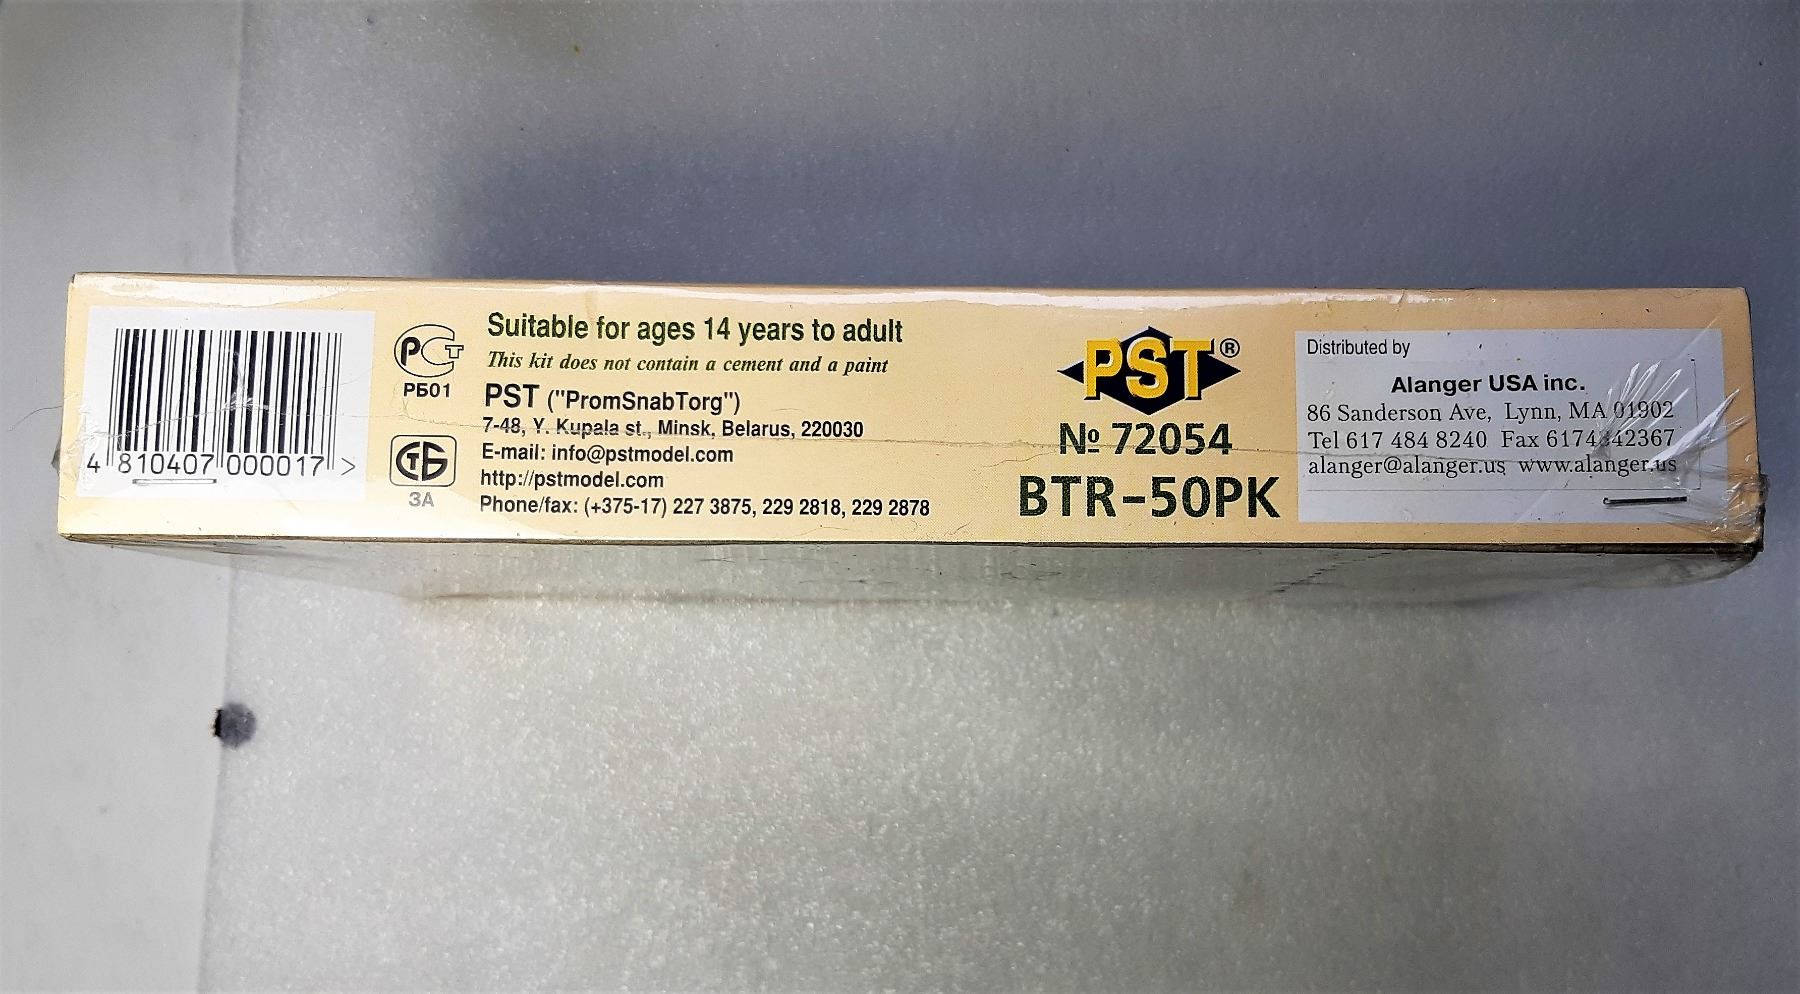 4 810407 000017 >
РСТ
РБ01
СТБ
3А
Suitable for ages 14 years to adult
This kit does not contain a cement and a paint
PST ("PromSnabTorg")
7-48, Y. Kupala st., Minsk, Belarus, 220030
E-mail: info@pstmodel.com
http://pstmodel.com
Phone/fax: (+375-17) 227 3875, 229 2818, 229 2878
PST®
№ 72054
BTR-50PK
Distributed by
Alanger USA inc.
86 Sanderson Ave, Lynn, MA 01902
Tel 617 484 8240 Fax 6174842367
alanger@alanger.us www.alanger.us